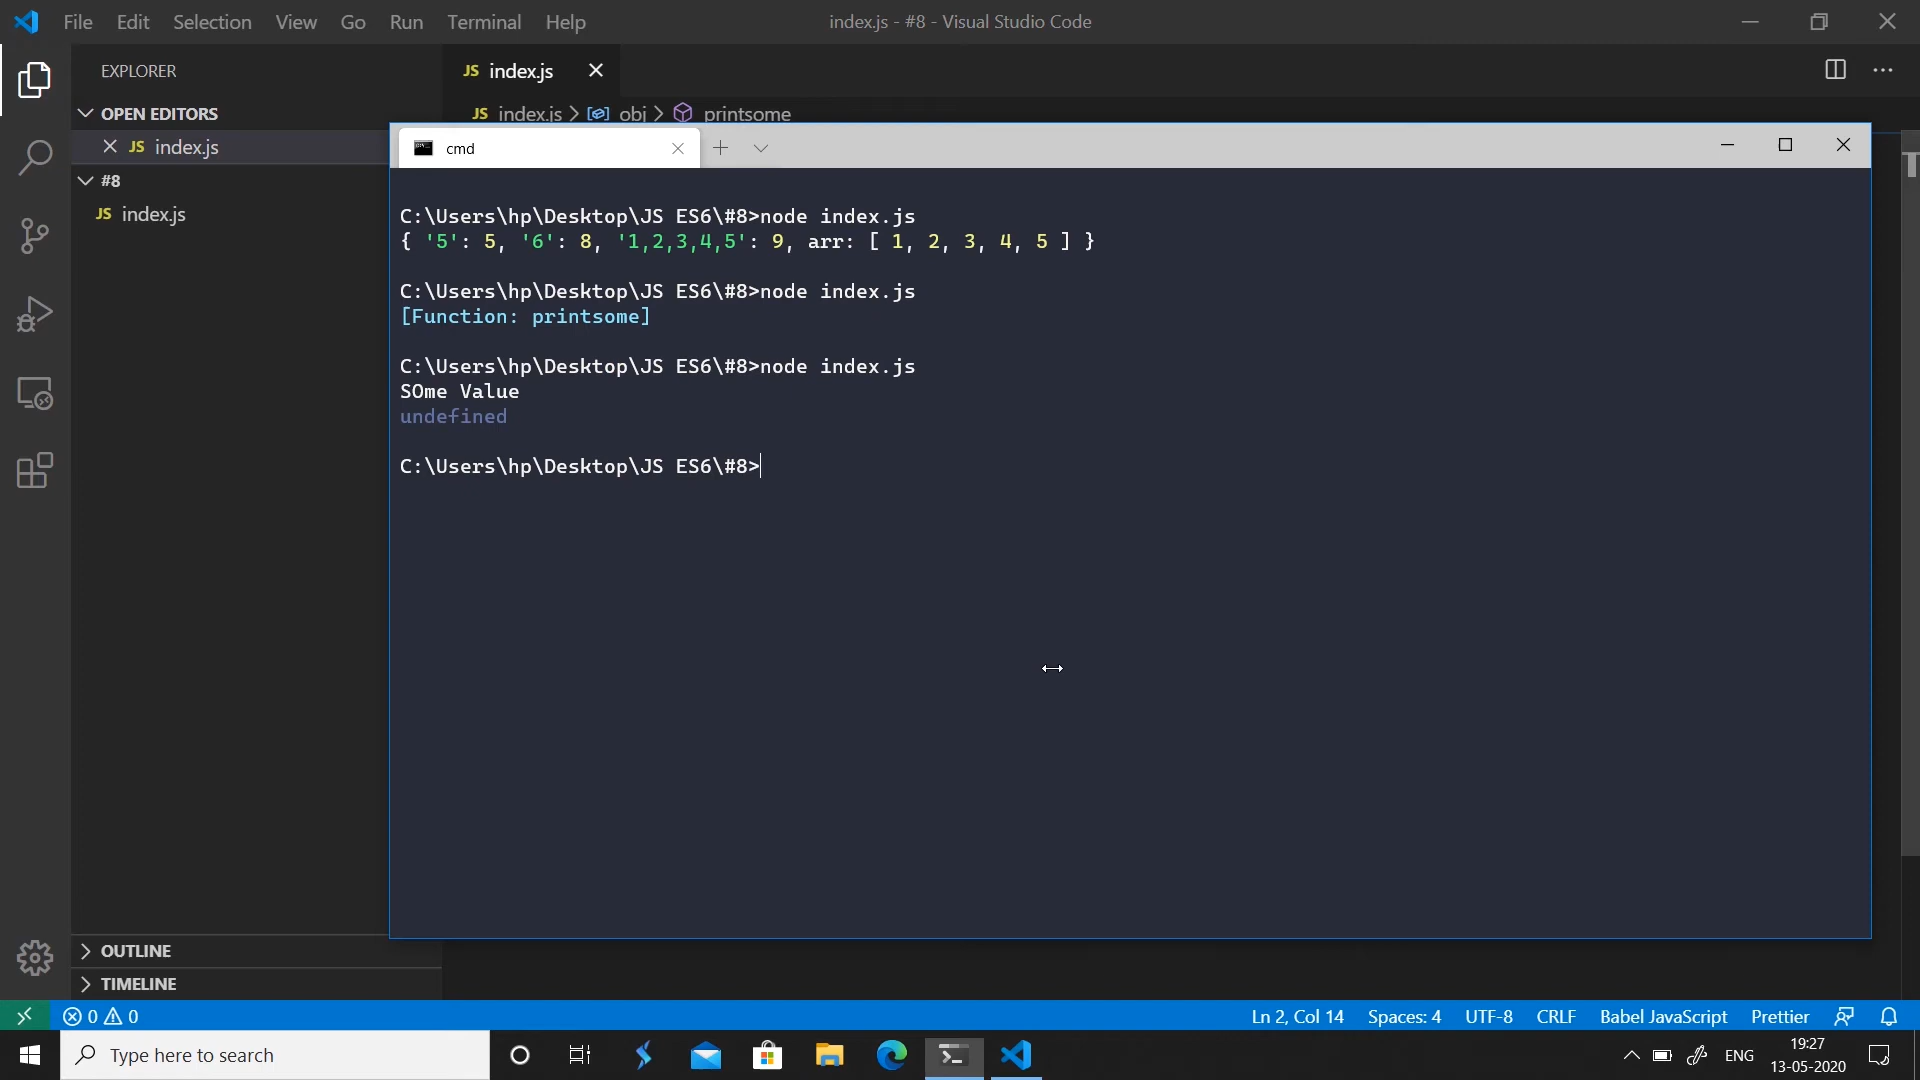 File Edit Selection View Go Run Terminal Help
index.js - #8 - Visual Studio Code
EXPLORER
JS index.js
OPEN EDITORS
JS index.js > obj > printsome
JS index.js
#8
JS index.js
cmd
C:\Users\hp\Desktop\JS ES6\#8>node index.js
{ '5': 5, '6': 8, '1,2,3,4,5': 9, arr: [ 1, 2, 3, 4, 5 ] }
C:\Users\hp\Desktop\JS ES6\#8>node index.js
[Function: printsome]
C:\Users\hp\Desktop\JS ES6\#8>node index.js
SOme Value
undefined
C:\Users\hp\Desktop\JS ES6\#8>
OUTLINE
TIMELINE
0 0
Ln 2, Col 14 Spaces: 4 UTF-8 CRLF Babel JavaScript Prettier
Type here to search
ENG
19:27
13-05-2020